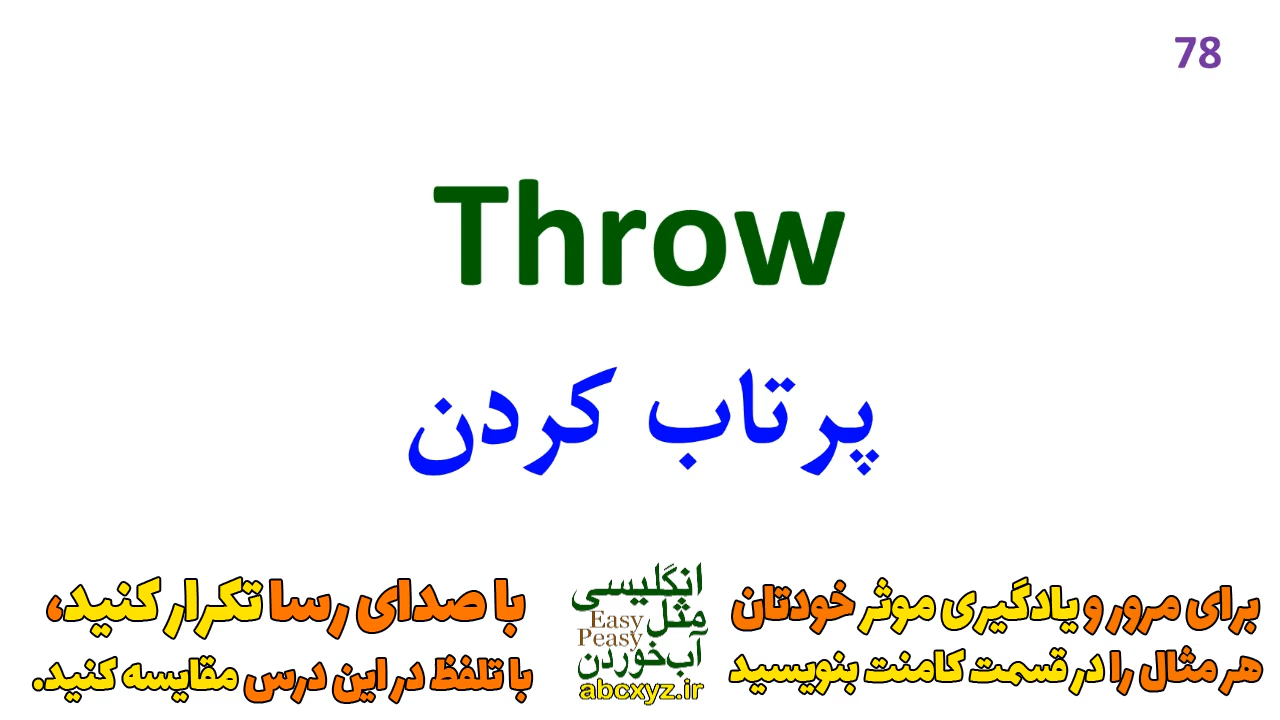 78
Throw
پرتاب کردن
برای مرور و یادگیری موثر خودتان
هر مثال را در قسمت کامنت بنویسید
انگلیسی
مثل
Easy
Peasy
آب‌خوردن
abcxyz.ir
با صدای رسا تکرار کنید،
با تلفظ در این درس مقایسه کنید.